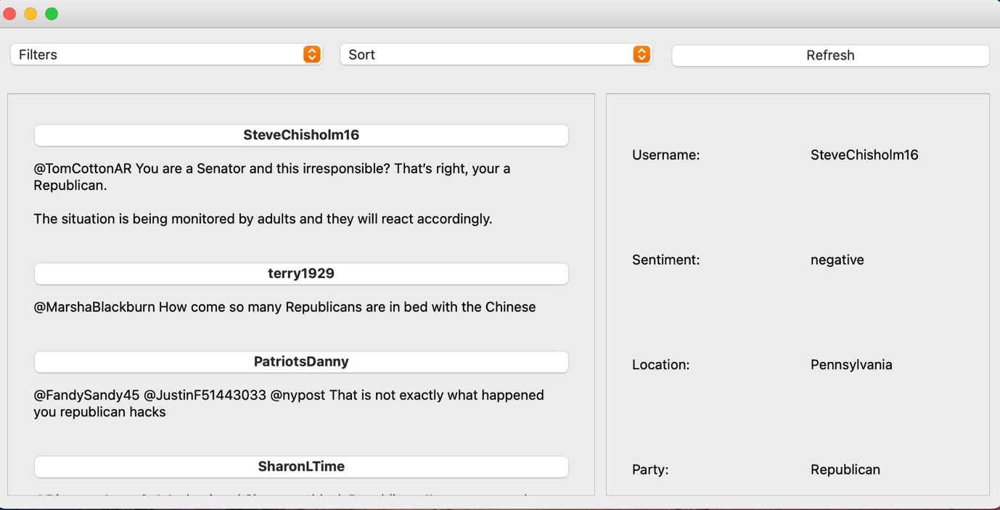 Filters
Sort
Refresh
SteveChisholm16
@TomCottonAR You are a Senator and this irresponsible? That’s right, your a
Republican.
The situation is being monitored by adults and they will react accordingly.
terry1929
@MarshaBlackburn How come so many Republicans are in bed with the Chinese
PatriotsDanny
@FandySandy45 @JustinF51443033 @nypost That is not exactly what happened
you republican hacks
SharonLTime
Username: SteveChisholm16
Sentiment: negative
Location: Pennsylvania
Party: Republican